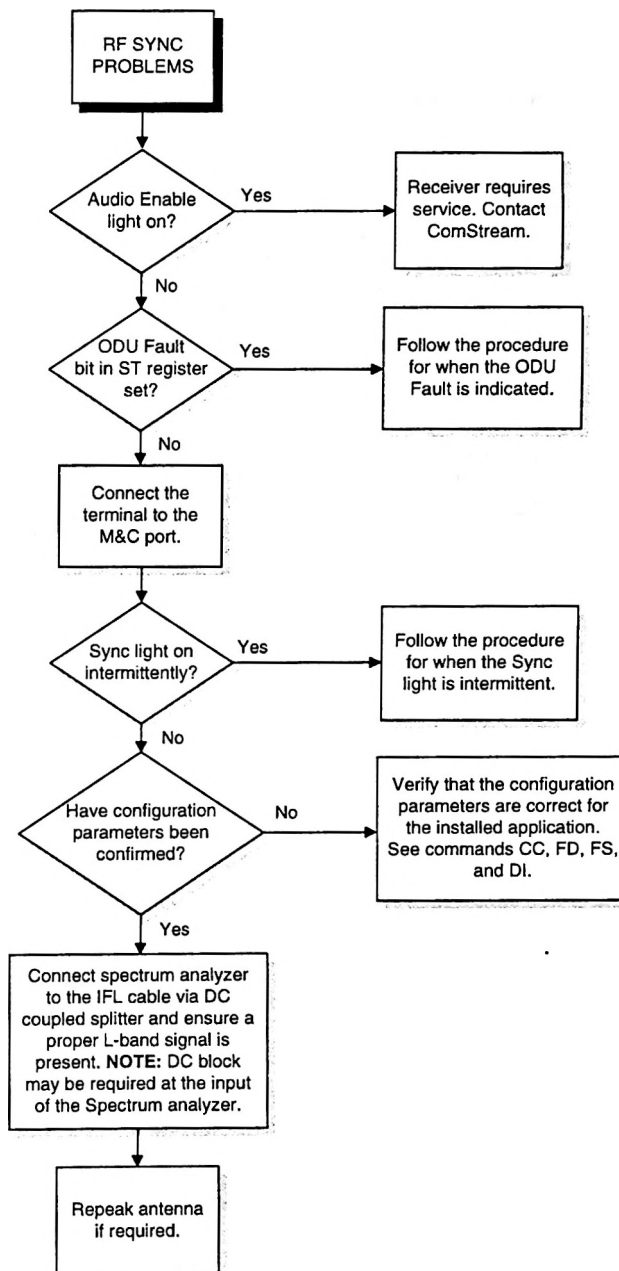 RF SYNC
PROBLEMS
Audio Enable
light on?
Yes
Receiver requires
service. Contact
ComStream.
No
ODU Fault
bit in ST register
set?
Yes
Follow the procedure
for when the ODU
Fault is indicated.
No
Connect the
terminal to the
M&C port.
Sync light on
intermittently?
Yes
Follow the procedure
for when the Sync
light is intermittent.
No
Have configuration
parameters been
confirmed?
No
Verify that the configuration
parameters are correct for
the installed application.
See commands CC, FD, FS,
and DI.
Yes
Connect spectrum analyzer
to the IFL cable via DC
coupled splitter and ensure a
proper L-band signal is
present. NOTE: DC block
may be required at the input
of the Spectrum analyzer.
Repeak antenna
if required.